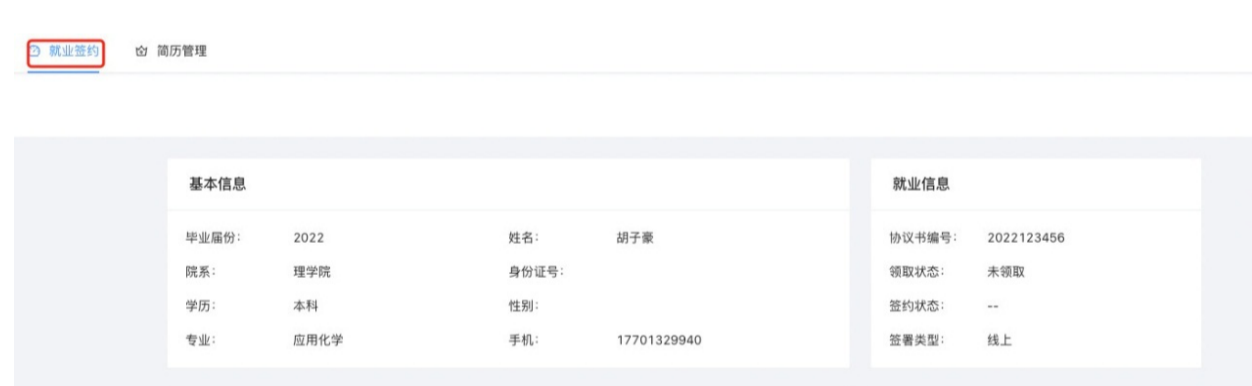 就业签约 简历管理
基本信息
毕业届份: 2022 姓名: 胡子豪
院系: 理学院 身份证号:
学历: 本科 性别:
专业: 应用化学 手机: 17701329940
就业信息
协议书编号: 2022123456
领取状态: 未领取
签约状态: --
签署类型: 线上